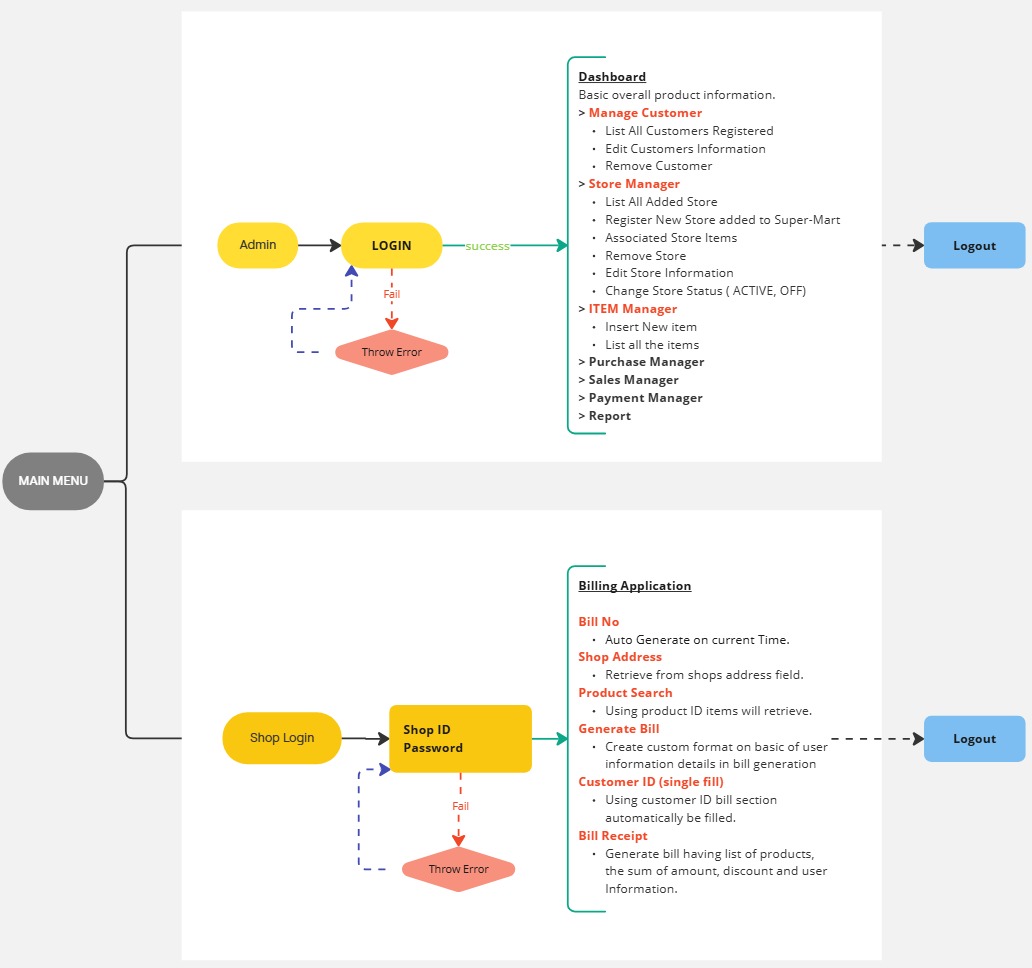 MAIN MENU
Admin
LOGIN
success
Fail
Throw Error
Dashboard
Basic overall product information.
> Manage Customer
• List All Customers Registered
• Edit Customers Information
• Remove Customer
> Store Manager
• List All Added Store
• Register New Store added to Super-Mart
• Associated Store Items
• Remove Store
• Edit Store Information
• Change Store Status ( ACTIVE, OFF)
> ITEM Manager
• Insert New item
• List all the items
> Purchase Manager
> Sales Manager
> Payment Manager
> Report
Logout
Shop Login
Shop ID
Password
Fail
Throw Error
Billing Application
Bill No
• Auto Generate on current Time.
Shop Address
• Retrieve from shops address field.
Product Search
• Using product ID items will retrieve.
Generate Bill
• Create custom format on basic of user
information details in bill generation
Customer ID (single fill)
• Using customer ID bill section
automatically be filled.
Bill Receipt
• Generate bill having list of products,
the sum of amount, discount and user
Information.
Logout